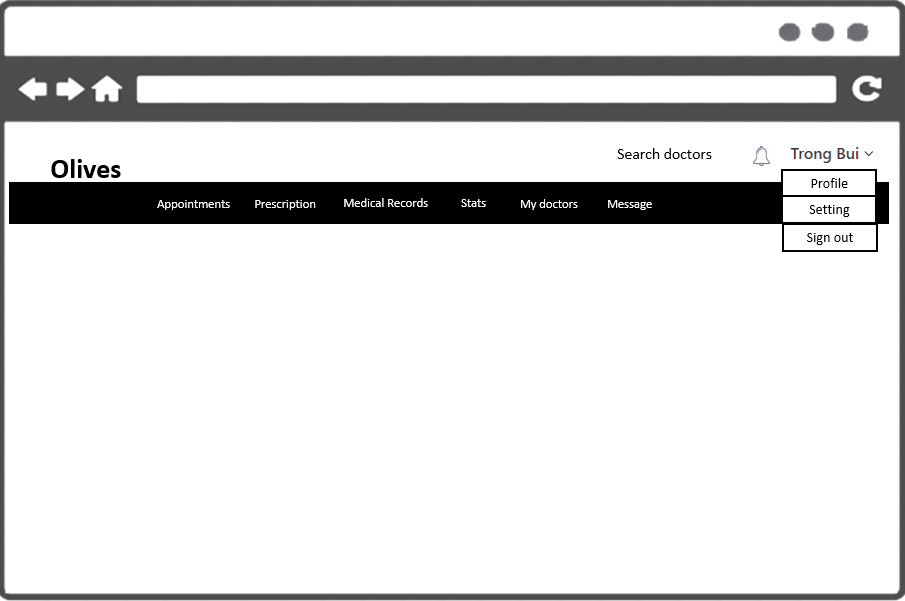 Search doctors
Trong Bui
Olives
Profile
Appointments Prescription Medical Records Stats My doctors Message
Setting
Sign out